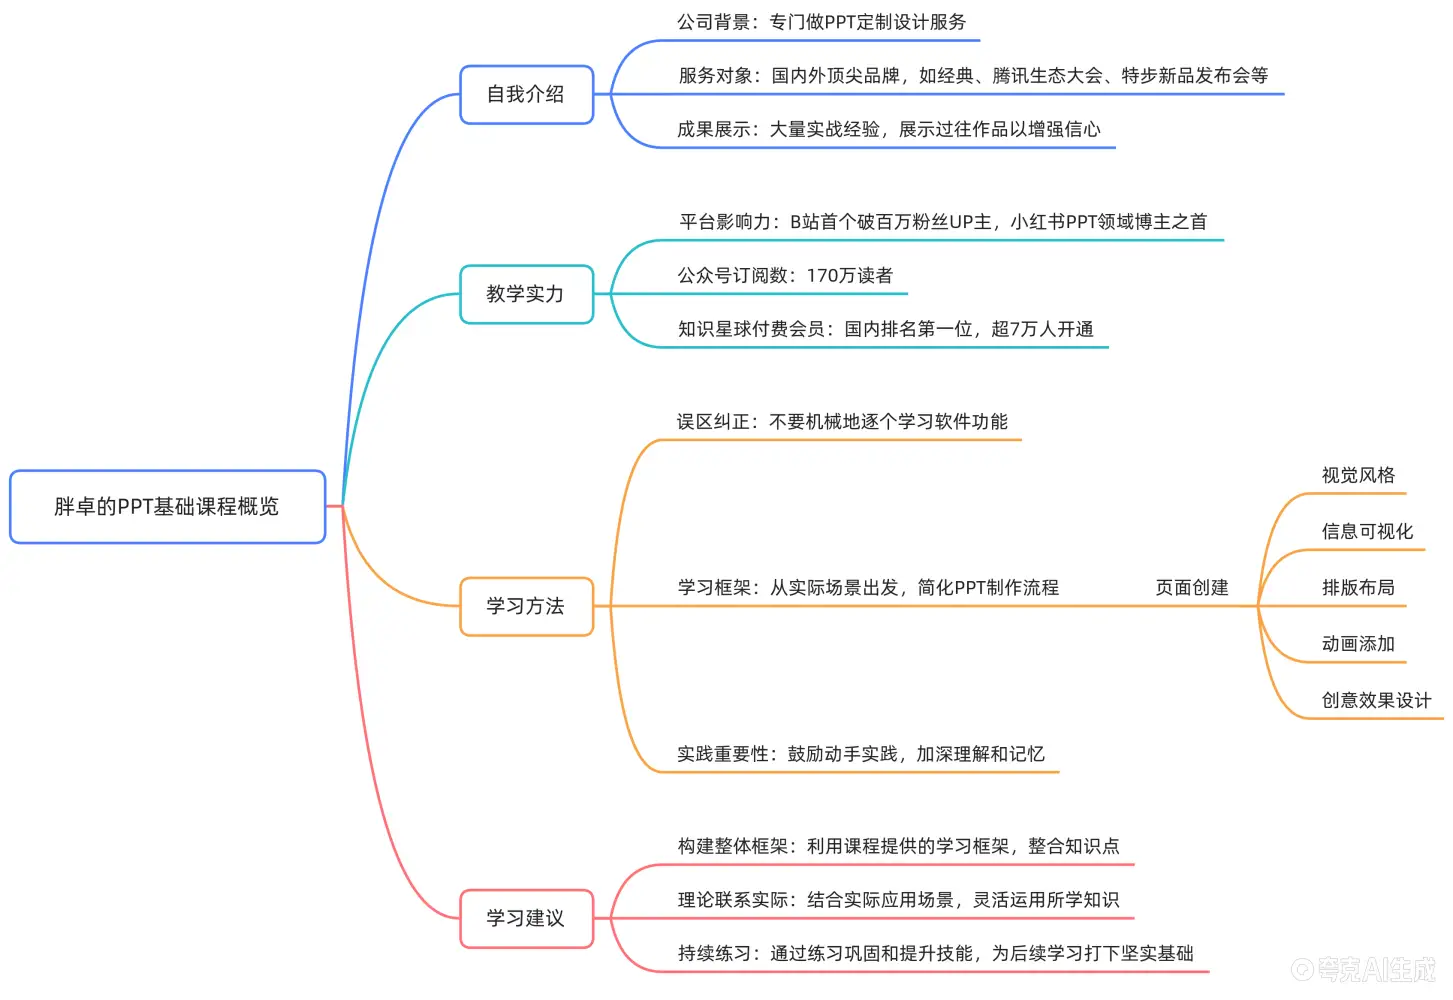 胖卓的PPT基础课程概览
自我介绍
公司背景：专门做PPT定制设计服务
服务对象：国内外顶尖品牌，如经典、腾讯生态大会、特步新品发布会等
成果展示：大量实战经验，展示过往作品以增强信心
教学实力
平台影响力：B站首个破百万粉丝UP主，小红书PPT领域博主之首
公众号订阅数：170万读者
知识星球付费会员：国内排名第一位，超7万人开通
学习方法
误区纠正：不要机械地逐个学习软件功能
学习框架：从实际场景出发，简化PPT制作流程
页面创建
视觉风格
信息可视化
排版布局
动画添加
创意效果设计
实践重要性：鼓励动手实践，加深理解和记忆
学习建议
构建整体框架：利用课程提供的学习框架，整合知识点
理论联系实际：结合实际应用场景，灵活运用所学知识
持续练习：通过练习巩固和提升技能，为后续学习打下坚实基础
夸克AI生成